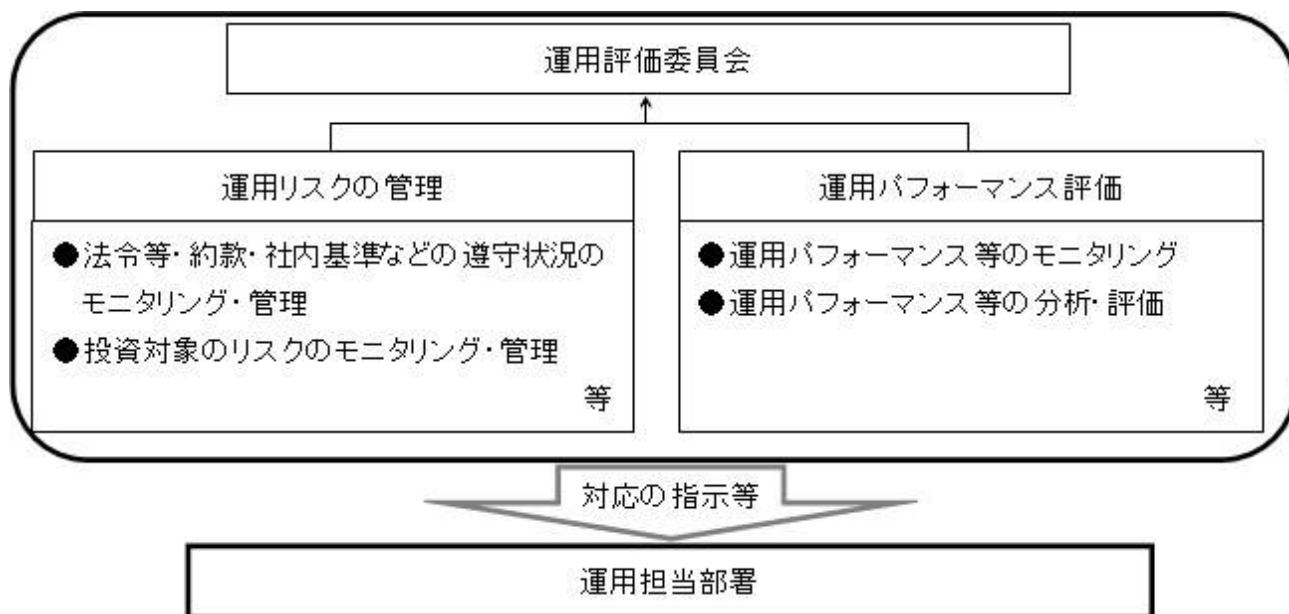 運用評価委員会
運用リスクの管理
●法令等・約款・社内基準などの遵守状況の
モニタリング・管理
●投資対象のリスクのモニタリング・管理
等
運用パフォーマンス評価
●運用パフォーマンス等のモニタリング
●運用パフォーマンス等の分析・評価
等
対応の指示等
運用担当部署